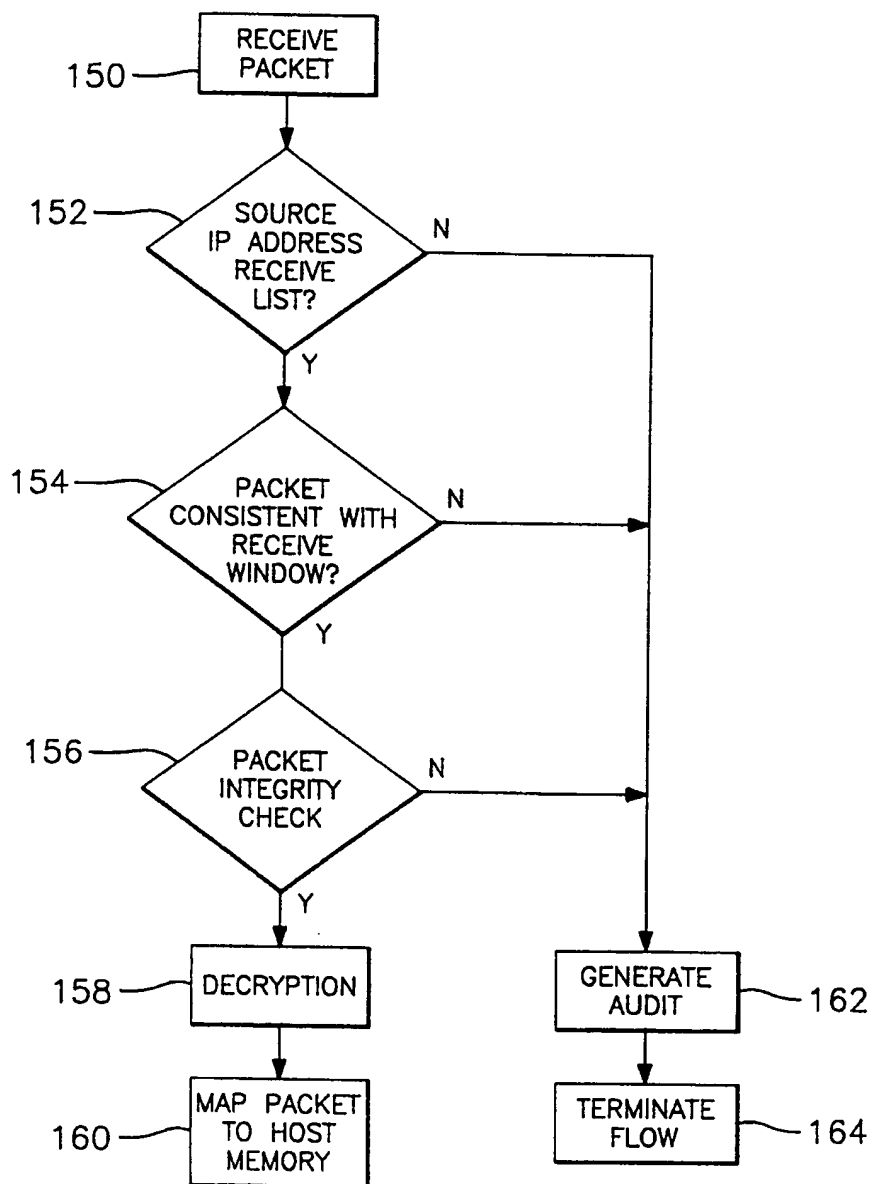 RECEIVE
PACKET
150
152
SOURCE
IP ADDRESS
RECEIVE
LIST?
N
Y
154
PACKET
CONSISTENT WITH
RECEIVE
WINDOW?
N
Y
156
PACKET
INTEGRITY
CHECK
N
Y
158
DECRYPTION
GENERATE
AUDIT
162
160
MAP PACKET
TO HOST
MEMORY
TERMINATE
FLOW
164